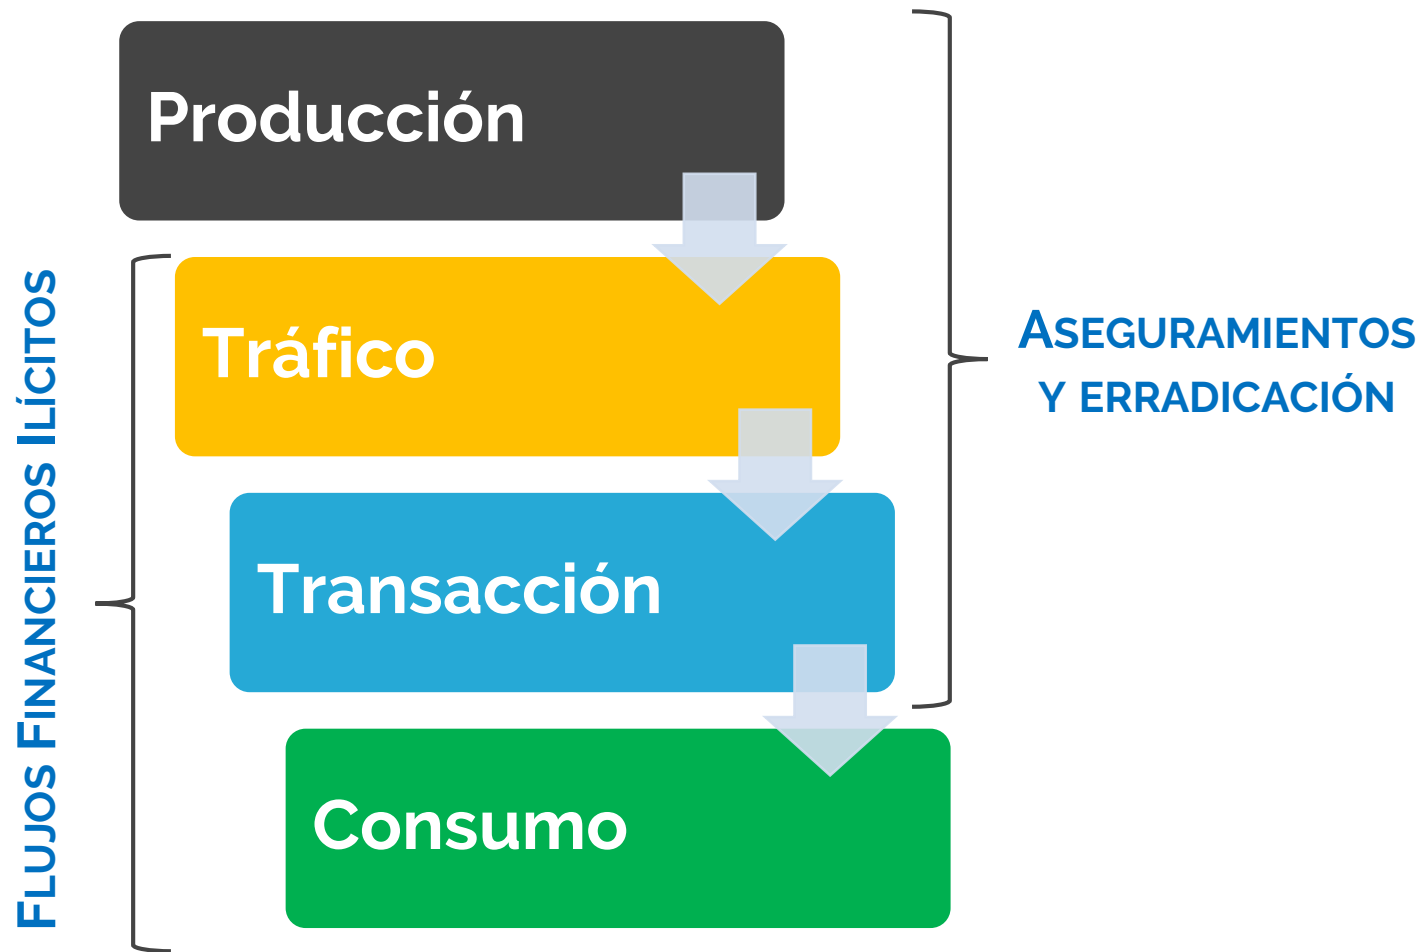 Producción
Tráfico
Transacción
Consumo
FLUJOS FINANCIEROS ILÍCITOS
ASEGURAMIENTOS
Y ERRADICACIÓN